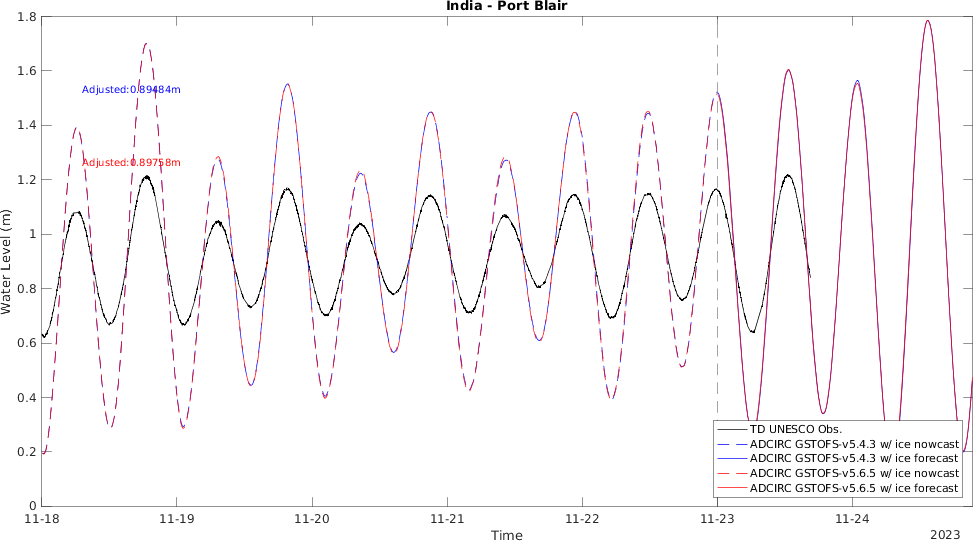 India - Port Blair
Water Level (m)
1.8
1.6
1.4
1.2
1
0.8
0.6
0.4
0.2
0
Adjusted:0.89484m
Adjusted:0.89758m
TD UNESCO Obs.
ADCIRC GSTOFS-v5.4.3 w/ ice nowcast
ADCIRC GSTOFS-v5.4.3 w/ ice forecast
ADCIRC GSTOFS-v5.6.5 w/ ice nowcast
ADCIRC GSTOFS-v5.6.5 w/ ice forecast
11-18 11-19 11-20 11-21 11-22 11-23 11-24
Time
2023